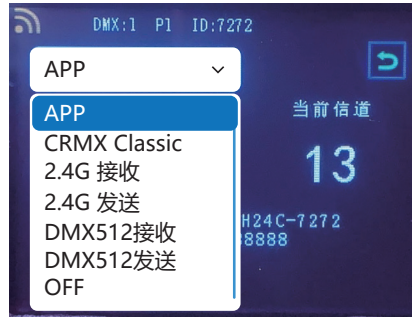 DMX:1 P1 ID:7272
APP
APP
CRMX Classic
2.4G 接收
2.4G 发送
DMX512接收
DMX512发送
OFF
当前信道
13
H24C-7272
8888